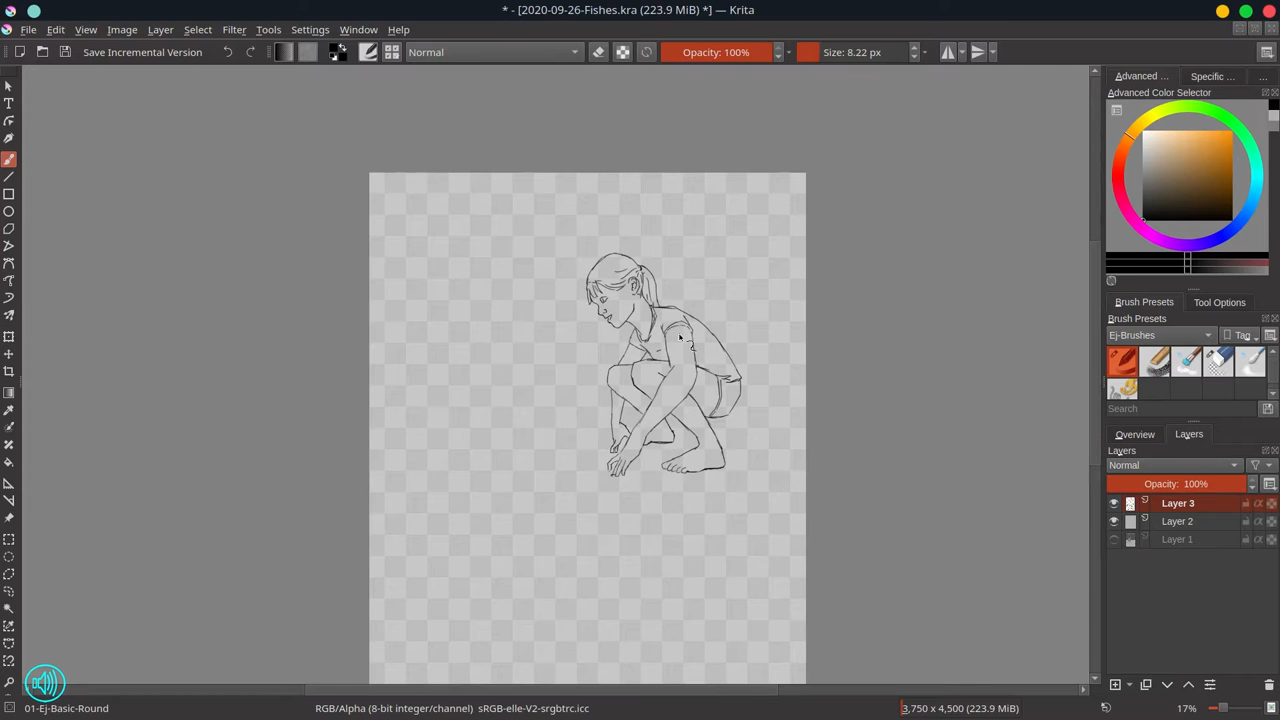 * - [2020-09-26-Fishes.kra (223.9 MiB) *] — Krita
File Edit View Image Layer Select Filter Tools Settings Window Help
Save Incremental Version Normal Opacity: 100% Size: 8.22 px
Advanced ... Specific ... ...
Advanced Color Selector
Brush Presets Tool Options
Brush Presets
Ej-Brushes Tag
Search
Overview Layers
Layers
Normal
Opacity: 100%
Layer 3
Layer 2
Layer 1
01-Ej-Basic-Round RGB/Alpha (8-bit integer/channel) sRGB-elle-V2-srgbtrc.icc 3,750 x 4,500 (223.9 MiB) 17%